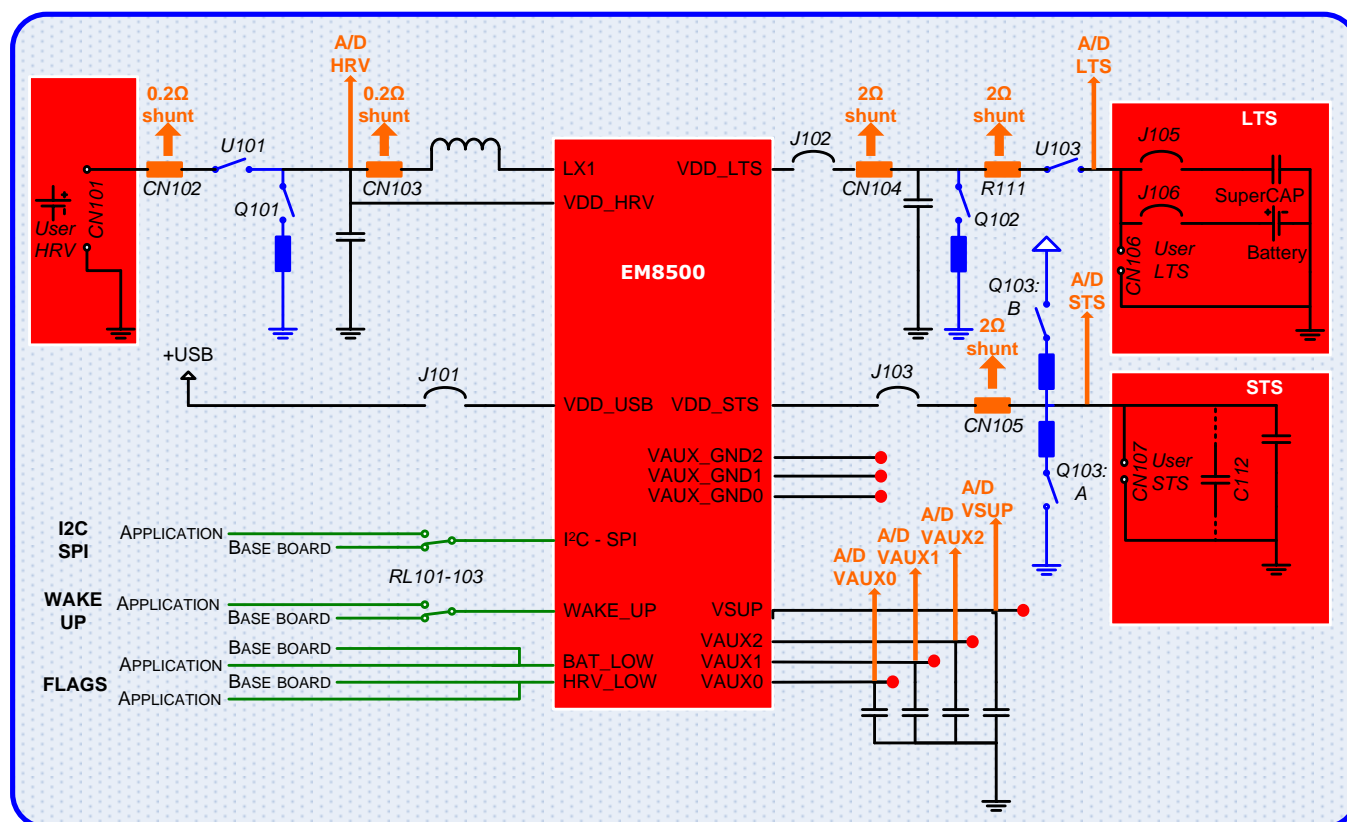 A/D
HRV
0.2Ω
shunt
0.2Ω
shunt
U101
CN102
CN103
Q101
CN101
User
HRV
LX1
VDD_HRV
VDD_LTS
EM8500
J102
2Ω
shunt
2Ω
shunt
CN104
R111
U103
Q102
A/D
LTS
LTS
J105
SuperCAP
J106
Battery
User
LTS
CN106
Q103:
B
A/D
STS
+USB
J101
VDD_USB
VDD_STS
J103
2Ω
shunt
CN105
STS
CN107
User
STS
C112
Q103:
A
VAUX_GND2
VAUX_GND1
VAUX_GND0
I2C
SPI
APPLICATION
BASE BOARD
I²C - SPI
RL101-103
WAKE
UP
APPLICATION
BASE BOARD
WAKE_UP
FLAGS
BASE BOARD
APPLICATION
BASE BOARD
APPLICATION
BAT_LOW
HRV_LOW
VSUP
VAUX2
VAUX1
VAUX0
A/D
VAUX0
A/D
VAUX1
A/D
VAUX2
A/D
VSUP